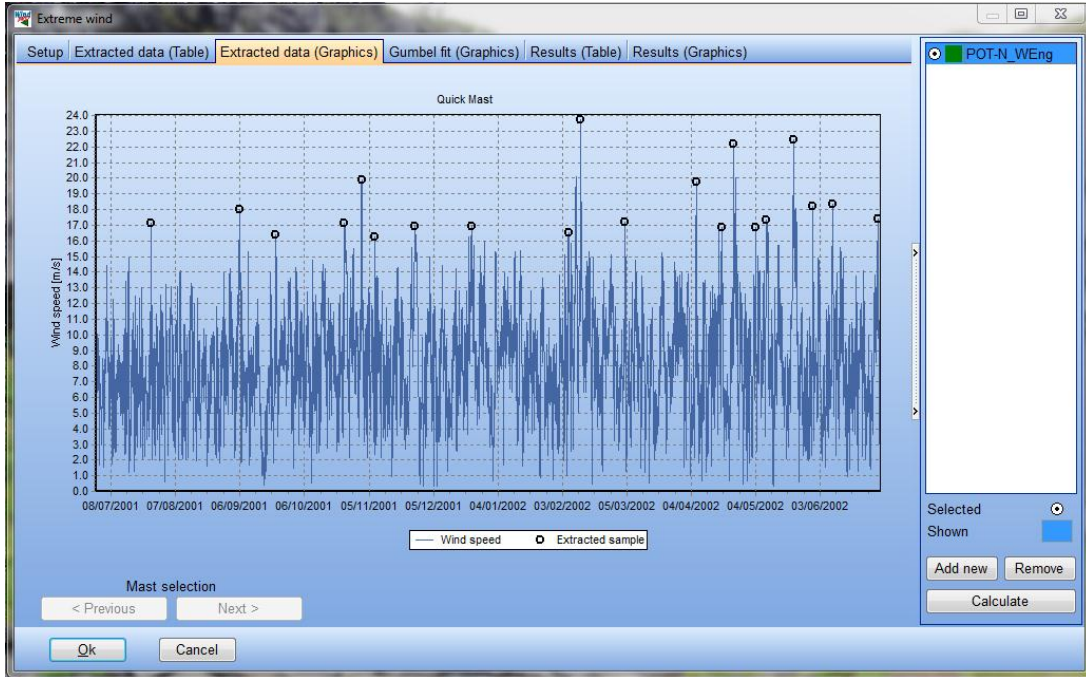 Extreme wind
Setup Extracted data (Table) Extracted data (Graphics) Gumbel fit (Graphics) Results (Table) Results (Graphics)
POT-N_WEng
Quick Mast
24.0
23.0
22.0
21.0
20.0
19.0
18.0
17.0
16.0
15.0
14.0
13.0
12.0
11.0
10.0
9.0
8.0
7.0
6.0
5.0
4.0
3.0
2.0
1.0
0.0
Wind speed [m/s]
08/07/2001 07/08/2001 06/09/2001 06/10/2001 05/11/2001 05/12/2001 04/01/2002 03/02/2002 05/03/2002 04/04/2002 04/05/2002 03/06/2002
Wind speed Extracted sample
Mast selection
< Previous Next >
Selected
Shown
Add new Remove
Calculate
Ok Cancel